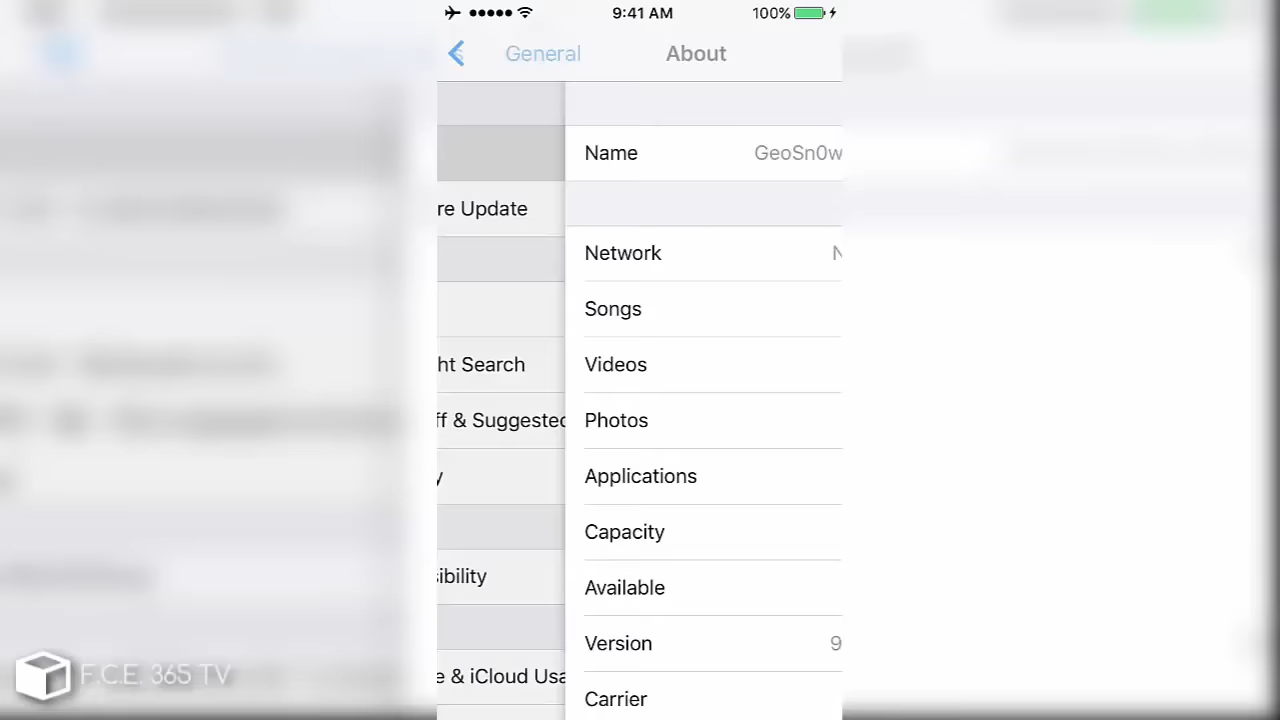 9:41 AM 100%
General About
Name GeoSn0w
re Update
Network N
Songs
ht Search Videos
ff & Suggested Photos
y Applications
Capacity
sibility Available
Version 9
e & iCloud Usa Carrier
F.C.E. 365 TV